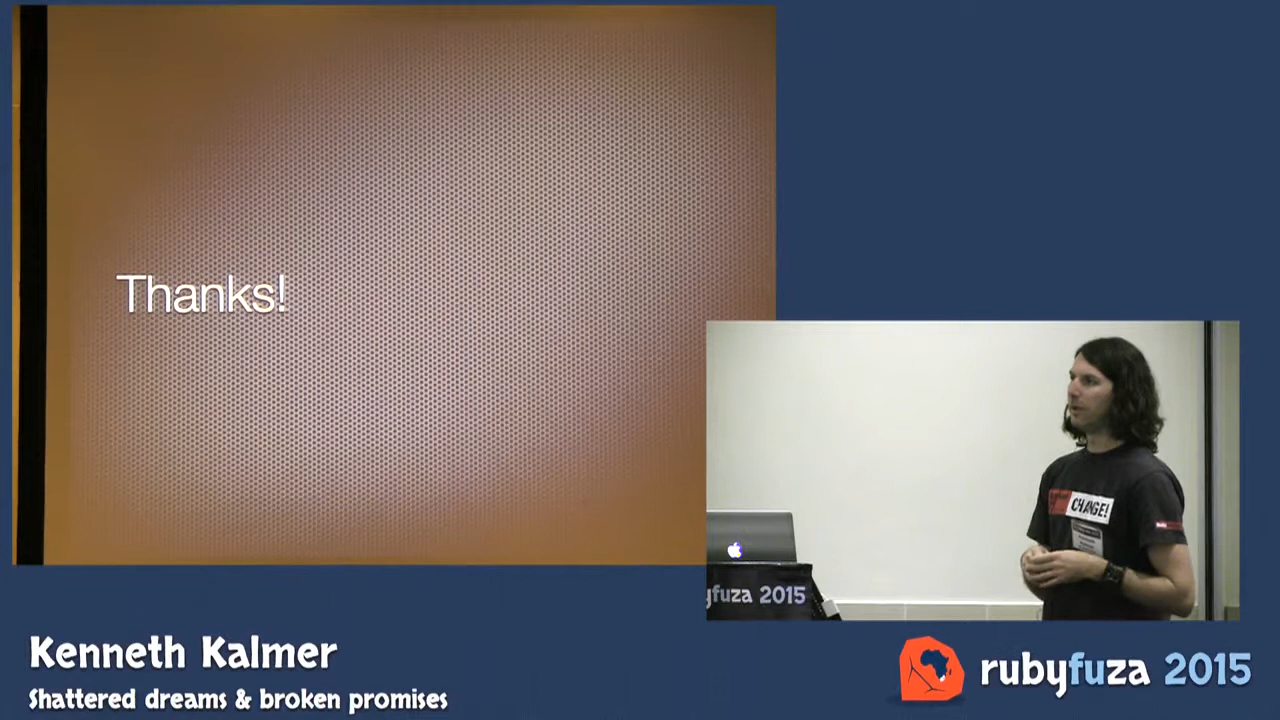 Thanks!
CHANGE!
yfuza 2015
Kenneth Kalmer
Shattered dreams & broken promises
rubyfuza 2015